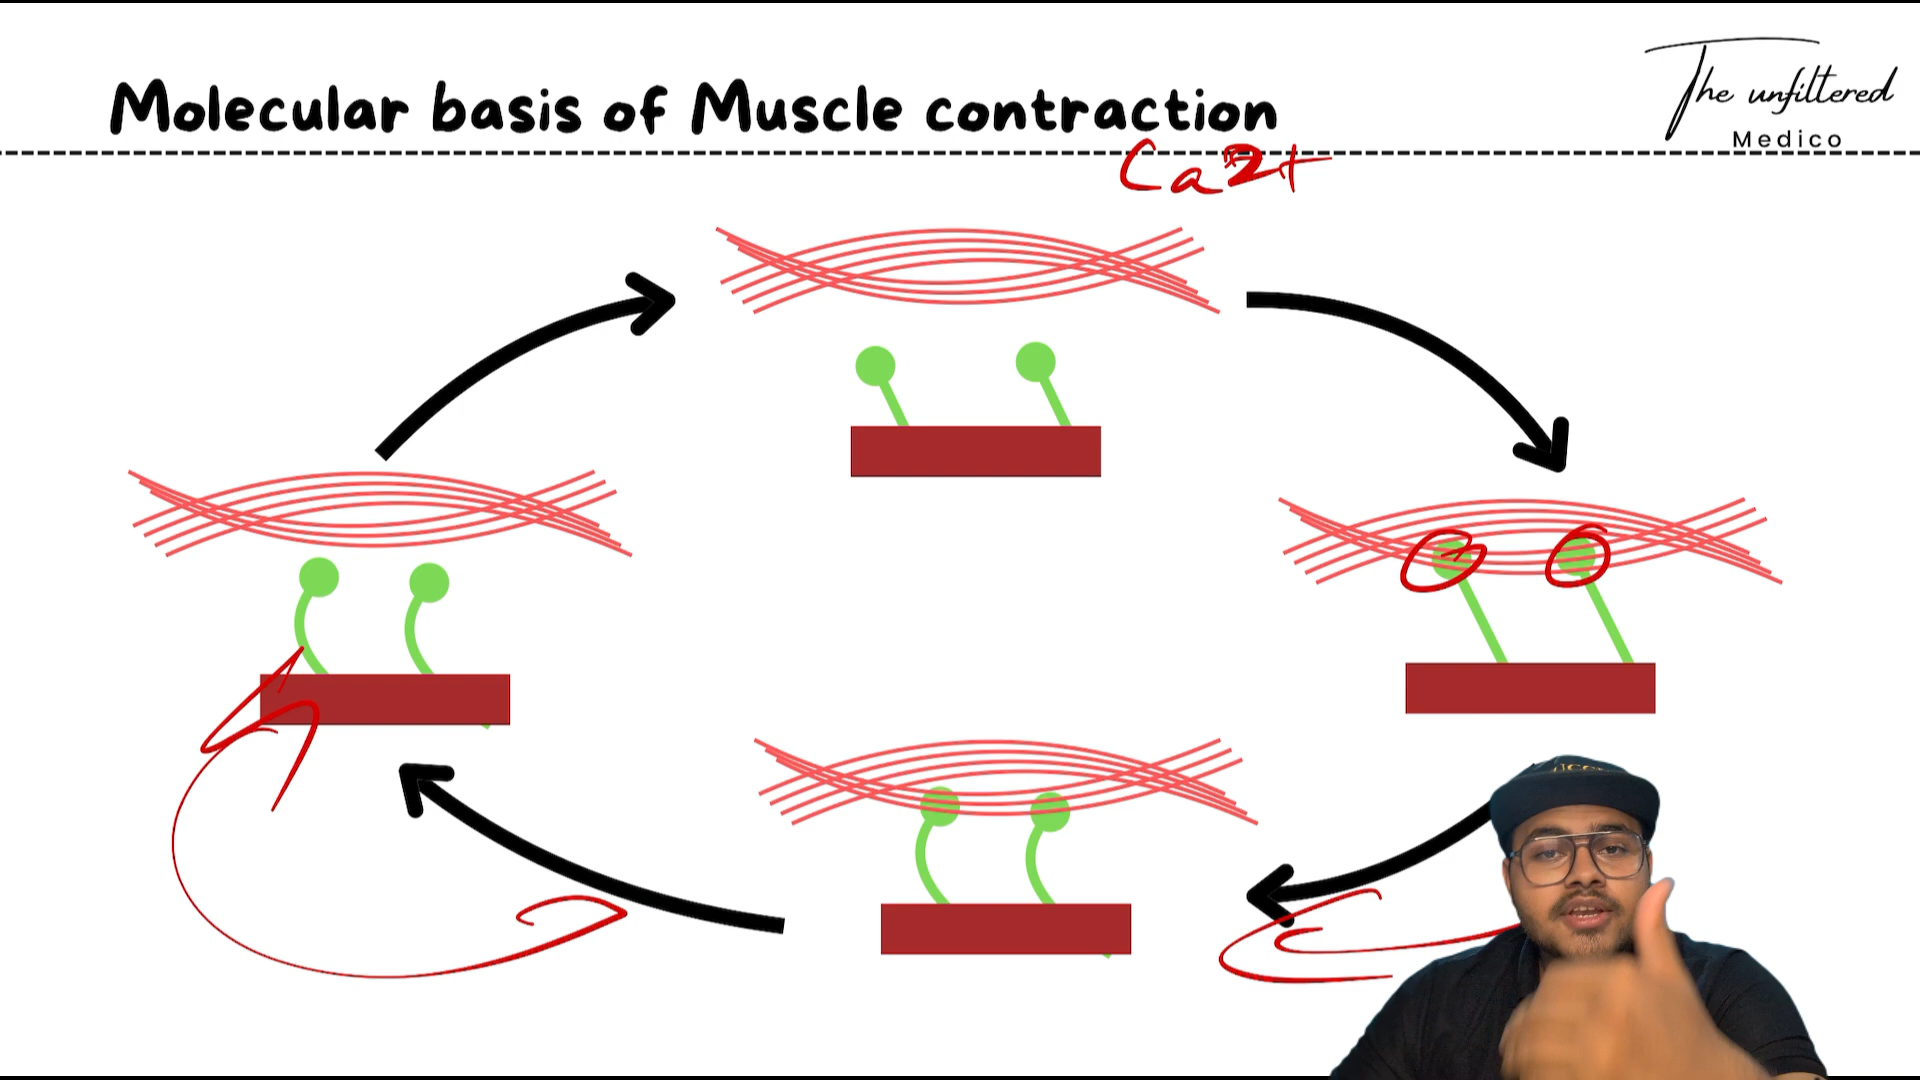 The unfiltered
Medico
Molecular basis of Muscle contraction
Ca2+